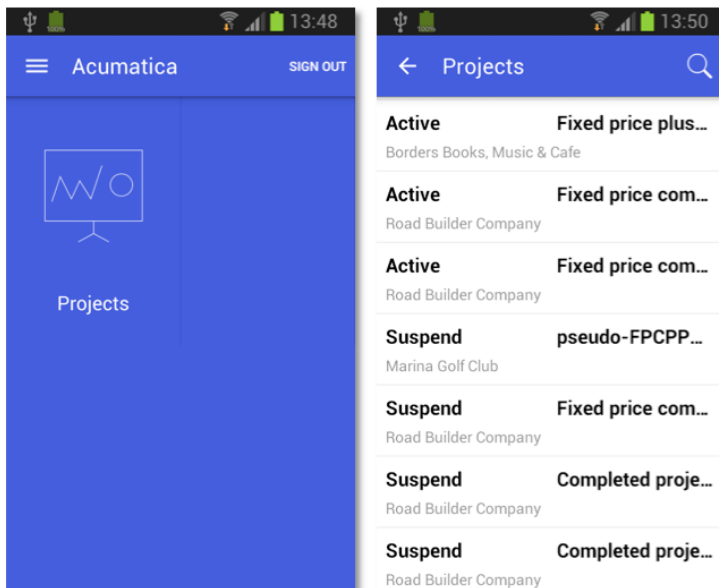 100%
13:48
Acumatica
SIGN OUT
Projects
100%
13:50
Projects
Active Fixed price plus...
Borders Books, Music & Cafe
Active Fixed price com...
Road Builder Company
Active Fixed price com...
Road Builder Company
Suspend pseudo-FPCPP...
Marina Golf Club
Suspend Fixed price com...
Road Builder Company
Suspend Completed proje...
Road Builder Company
Suspend Completed proje...
Road Builder Company